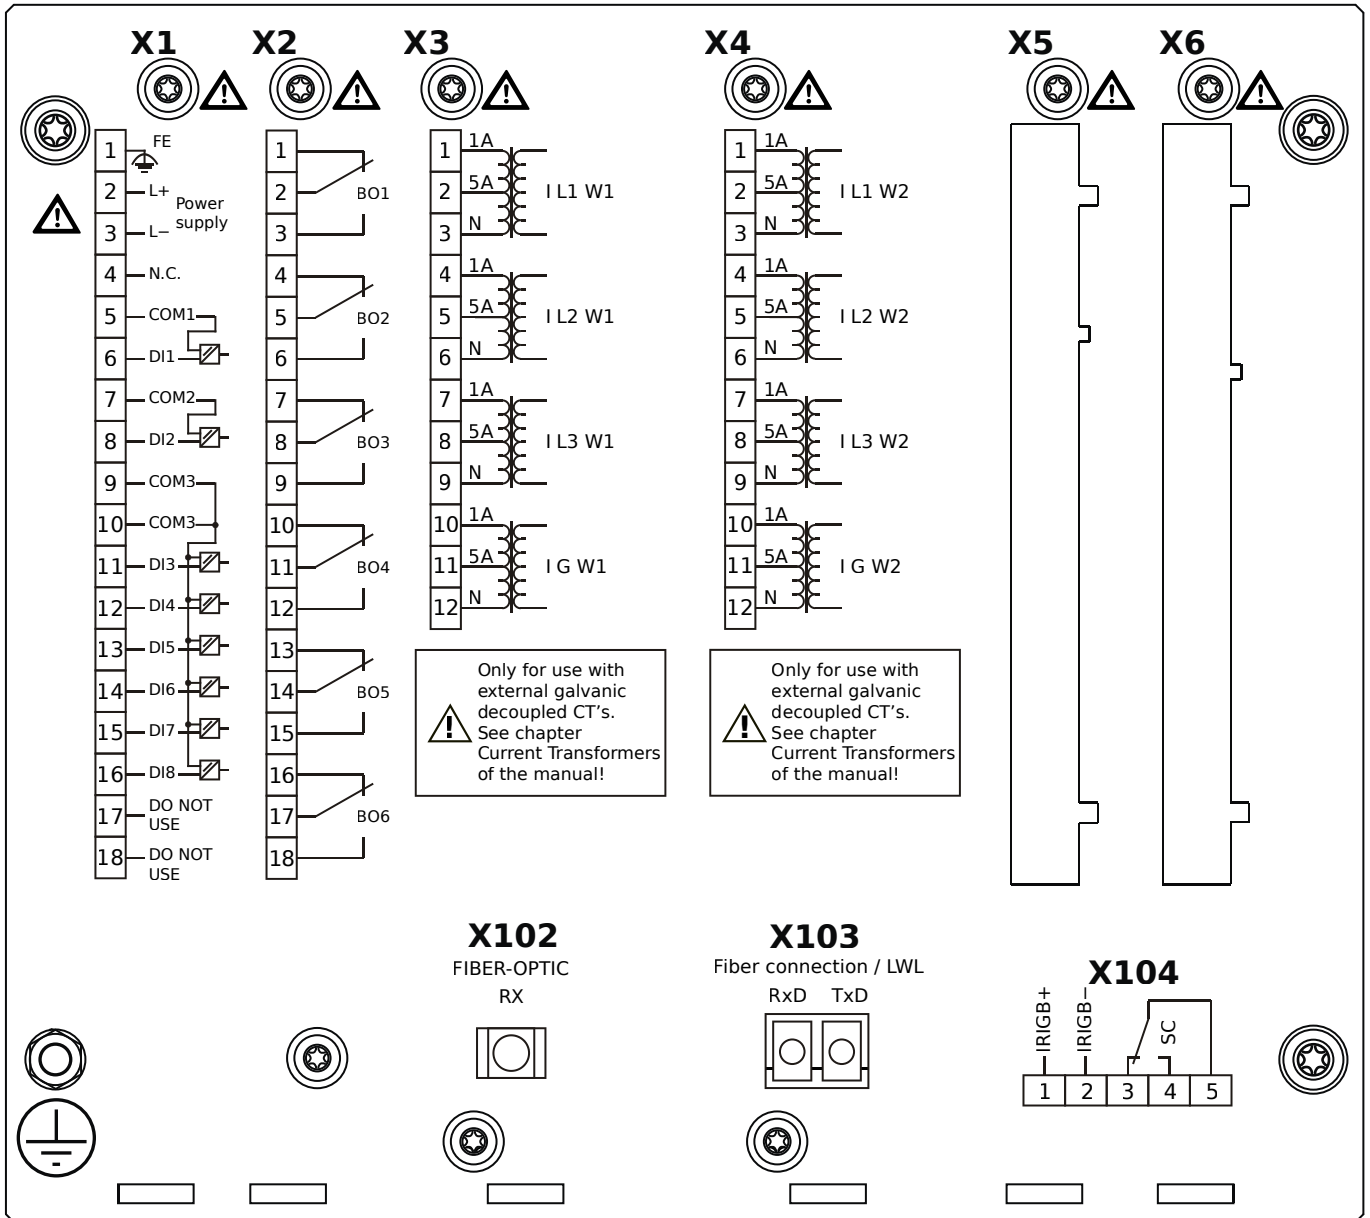 X1 X2 X3 X4 X5 X6
1 FE
2 L+
Power
supply
3 L−
4 N.C.
5 COM1
6 DI1
7 COM2
8 DI2
9 COM3
10 COM3
11 DI3
12 DI4
13 DI5
14 DI6
15 DI7
16 DI8
17 DO NOT
USE
18 DO NOT
USE
1
2 BO1
3
4
5 BO2
6
7
8 BO3
9
10
11 BO4
12
13
14 BO5
15
16
17 BO6
18
1 1A
2 5A I L1 W1
3 N
4 1A
5 5A I L2 W1
6 N
7 1A
8 5A I L3 W1
9 N
10 1A
11 5A I G W1
12 N
Only for use with
external galvanic
decoupled CT's.
See chapter
Current Transformers
of the manual!
1 1A
2 5A I L1 W2
3 N
4 1A
5 5A I L2 W2
6 N
7 1A
8 5A I L3 W2
9 N
10 1A
11 5A I G W2
12 N
Only for use with
external galvanic
decoupled CT's.
See chapter
Current Transformers
of the manual!
X102
FIBER-OPTIC
RX
X103
Fiber connection / LWL
RxD TxD
X104
IRIGB+
IRIGB−
SC
1 2 3 4 5